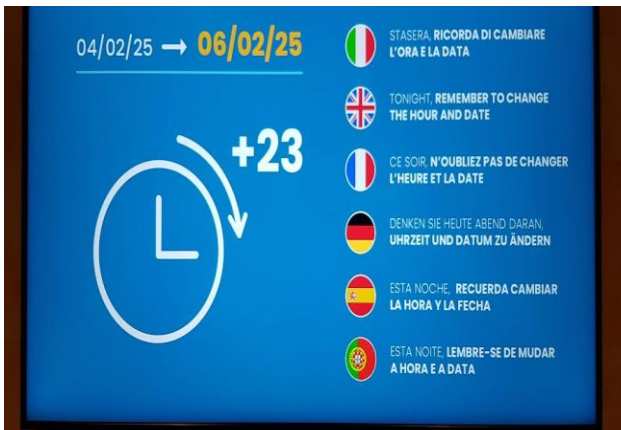 04/02/25 → 06/02/25
+23
STASERA, RICORDA DI CAMBIARE
L'ORA E LA DATA
TONIGHT, REMEMBER TO CHANGE
THE HOUR AND DATE
CE SOIR, N'OUBLIEZ PAS DE CHANGER
L'HEURE ET LA DATE
DENKEN SIE HEUTE ABEND DARAN,
UHRZEIT UND DATUM ZU ÄNDERN
ESTA NOCHE, RECUERDA CAMBIAR
LA HORA Y LA FECHA
ESTA NOITE, LEMBRE-SE DE MUDAR
A HORA E A DATA